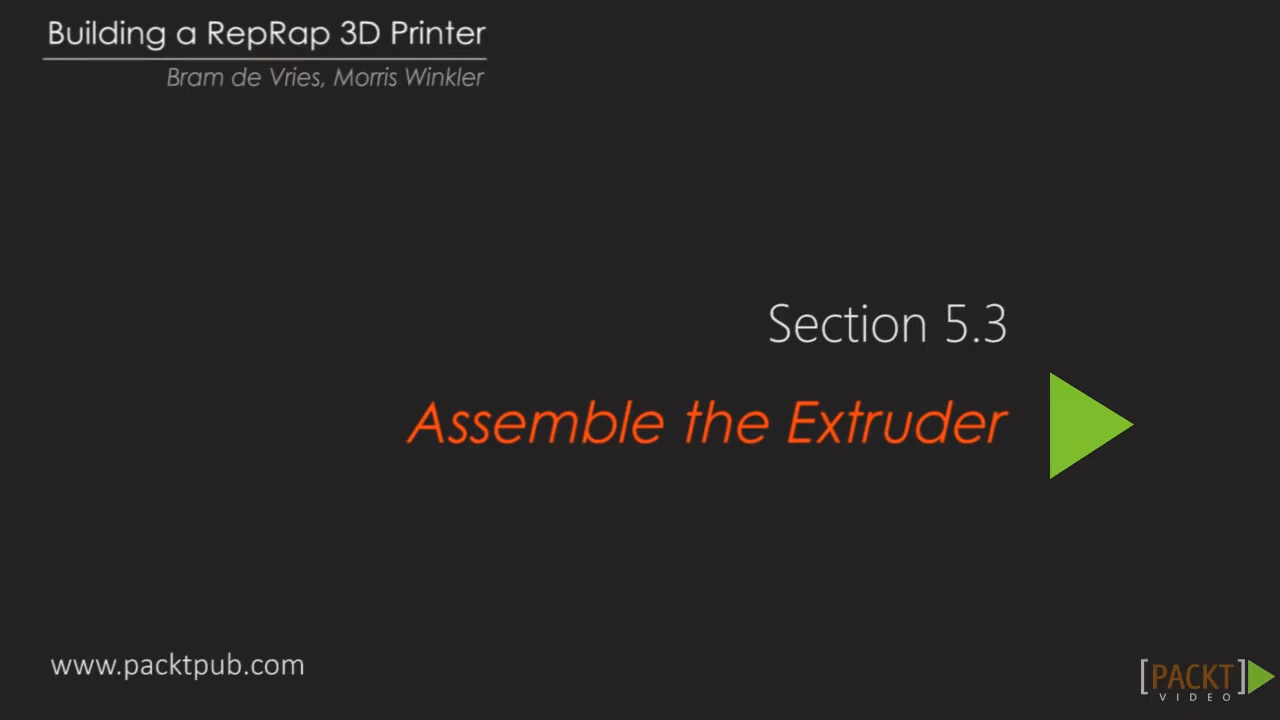 Building a RepRap 3D Printer
Bram de Vries, Morris Winkler
Section 5.3
Assemble the Extruder
www.packtpub.com
[PACKT]
VIDEO